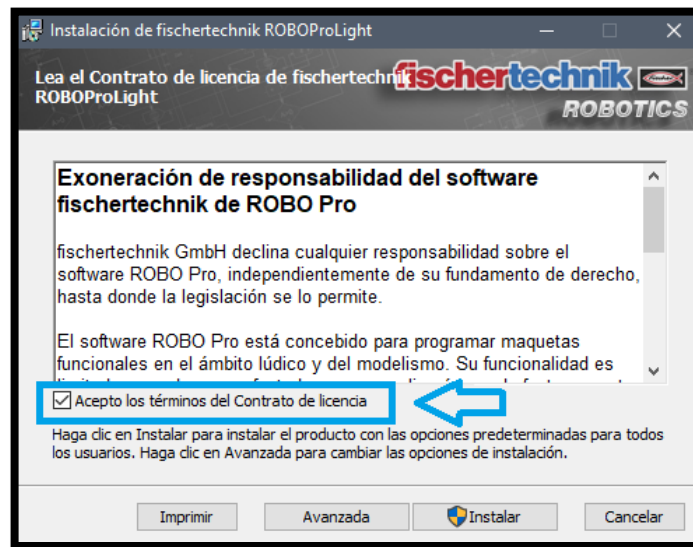 Instalación de fischertechnik ROBOProLight
Lea el Contrato de licencia de fischertechnik
ROBOProLight
fischertechnik
ROBOTICS
Exoneración de responsabilidad del software
fischertechnik de ROBO Pro
fischertechnik GmbH declina cualquier responsabilidad sobre el
software ROBO Pro, independientemente de su fundamento de derecho,
hasta donde la legislación se lo permite.
El software ROBO Pro está concebido para programar maquetas
funcionales en el ámbito lúdico y del modelismo. Su funcionalidad es
Acepto los términos del Contrato de licencia
Haga clic en Instalar para instalar el producto con las opciones predeterminadas para todos
los usuarios. Haga clic en Avanzada para cambiar las opciones de instalación.
Imprimir
Avanzada
Instalar
Cancelar